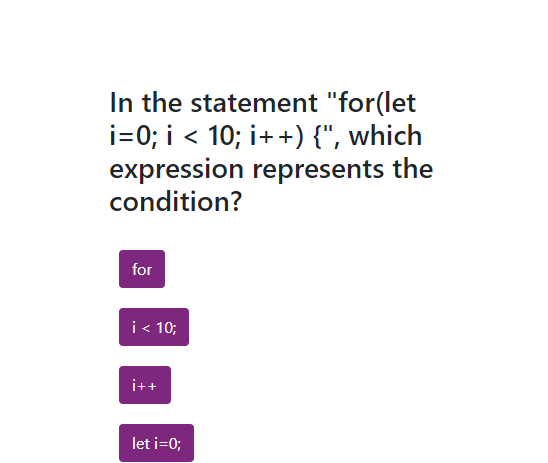 In the statement "for(let
i=0; i < 10; i++) {", which
expression represents the
condition?
for
i < 10;
i++
let i=0;